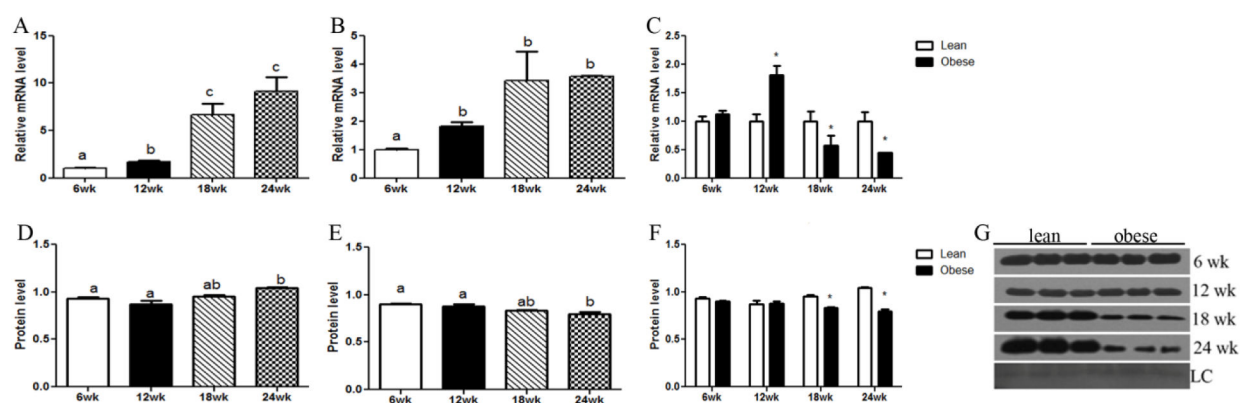 A
Relative mRNA level
15
10
5
0
a
b
c
c
6wk
12wk
18wk
24wk
B
Relative mRNA level
5
4
3
2
1
0
a
b
b
b
6wk
12wk
18wk
24wk
C
Relative mRNA level
2.5
2.0
1.5
1.0
0.5
0.0
*
*
*
6wk
12wk
18wk
24wk
Lean
Obese
D
Protein level
1.5
1.0
0.5
0.0
a
a
ab
b
6wk
12wk
18wk
24wk
E
Protein level
1.5
1.0
0.5
0.0
a
a
ab
b
6wk
12wk
18wk
24wk
F
Protein level
1.5
1.0
0.5
0.0
*
*
6wk
12wk
18wk
24wk
Lean
Obese
G
lean obese
6 wk
12 wk
18 wk
24 wk
LC